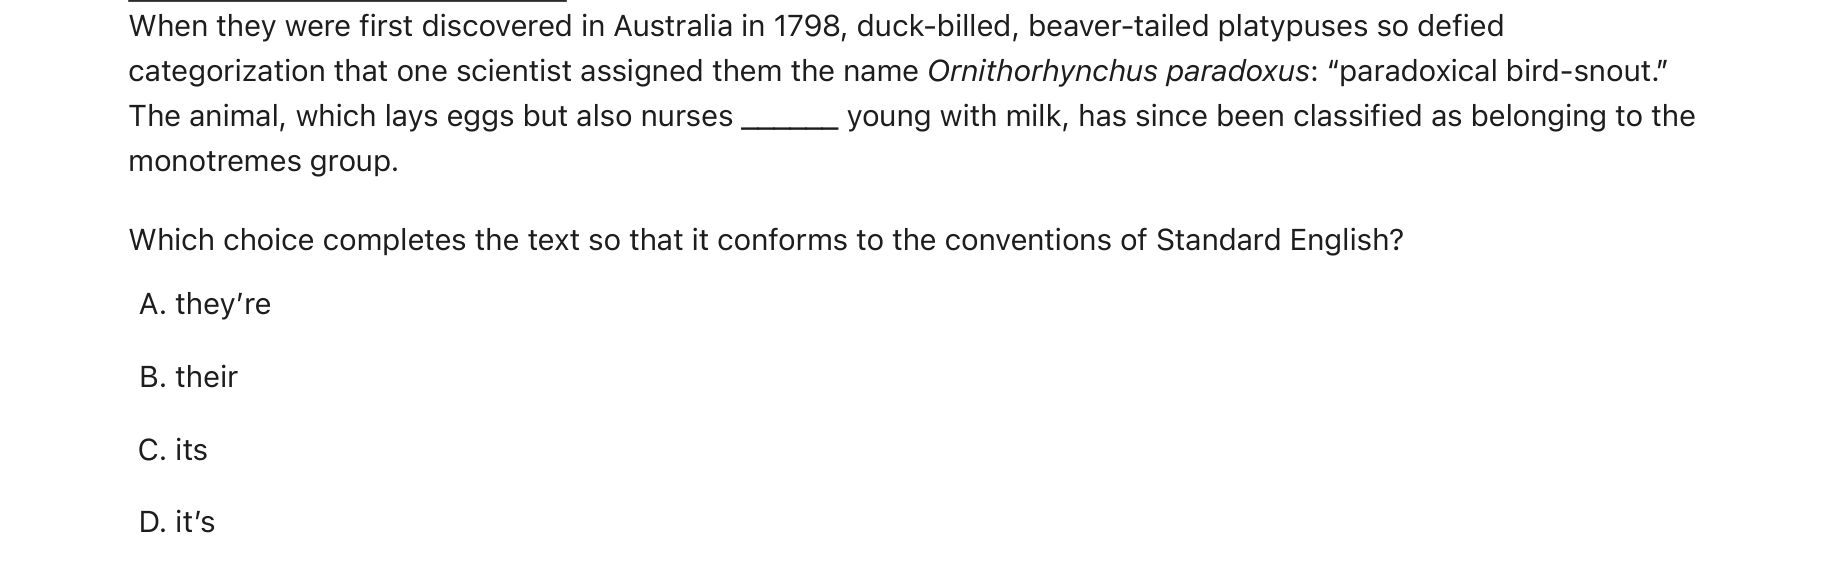 When they were first discovered in Australia in 1798, duck-billed, beaver-tailed platypuses so defied
categorization that one scientist assigned them the name Ornithorhynchus paradoxus: “paradoxical bird-snout.”
The animal, which lays eggs but also nurses ______ young with milk, has since been classified as belonging to the
monotremes group.
Which choice completes the text so that it conforms to the conventions of Standard English?
A. they’re
B. their
C. its
D. it’s